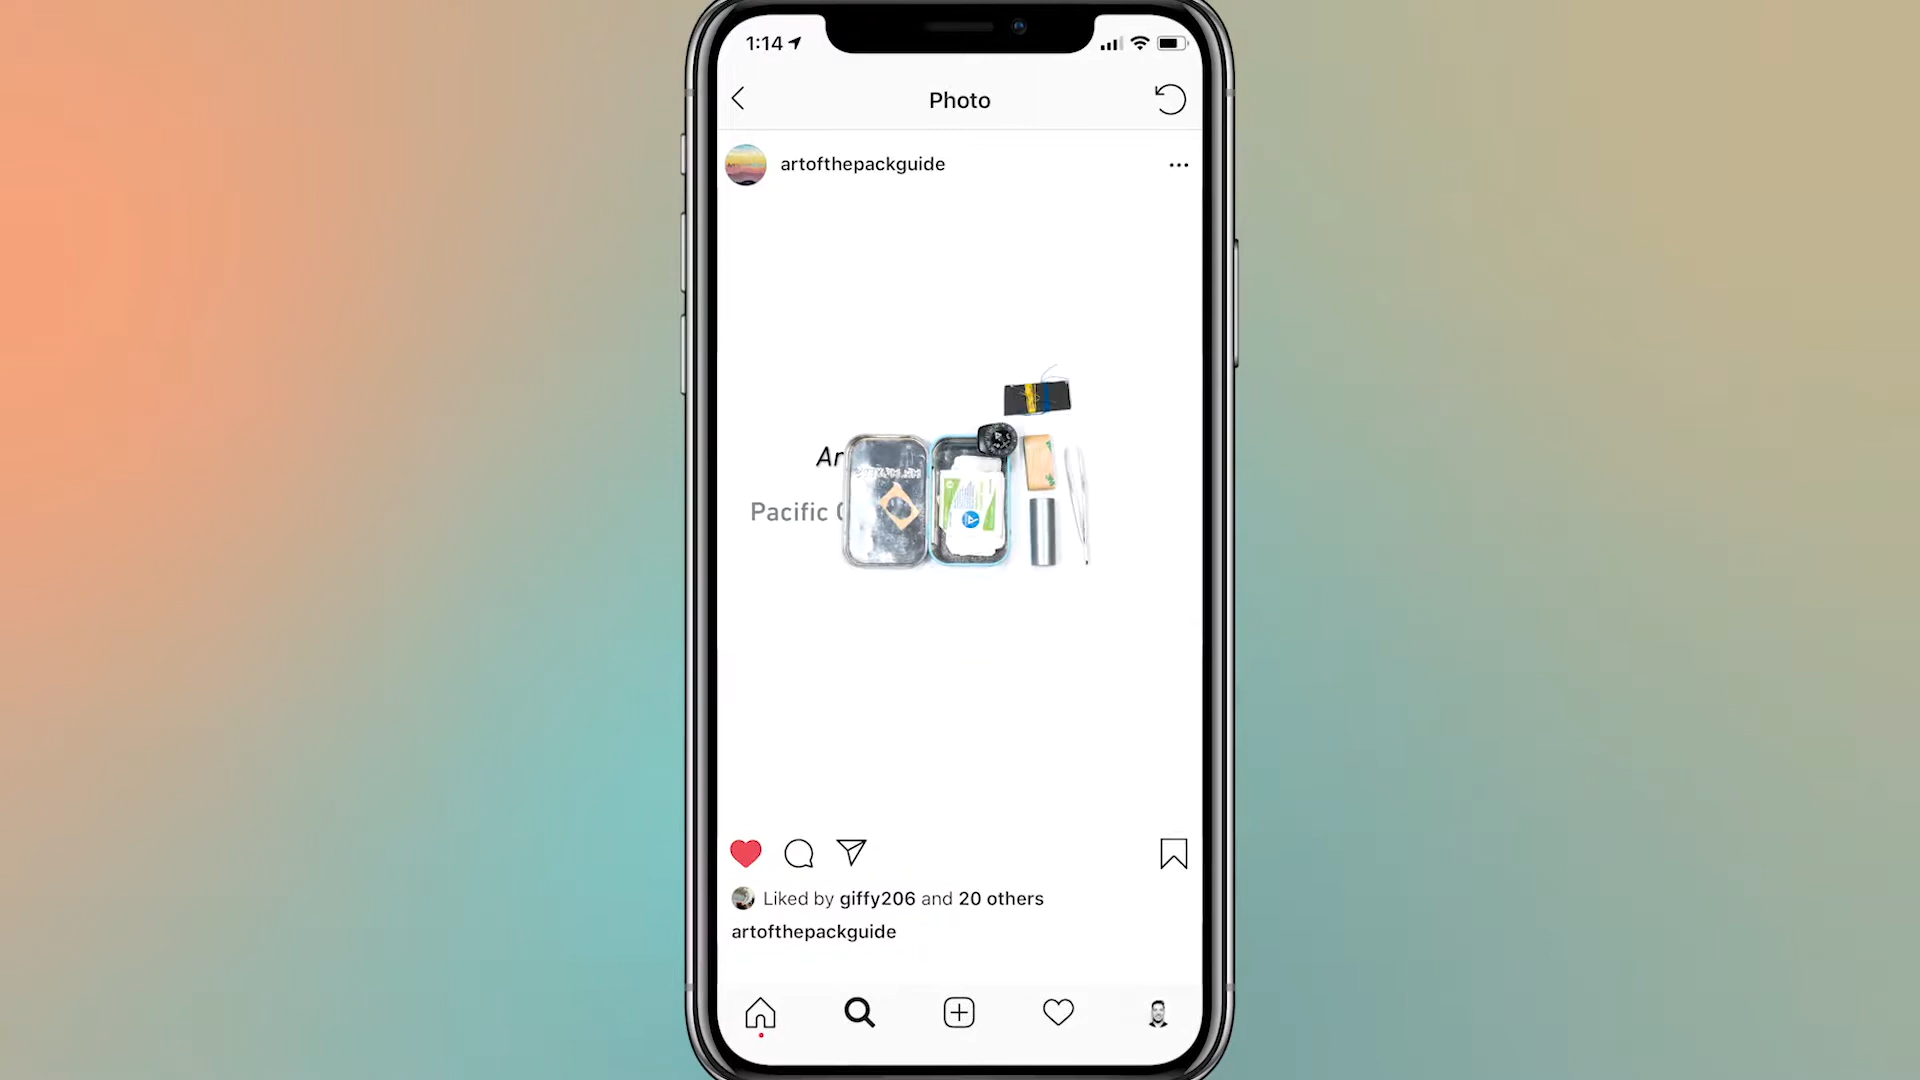 1:14
Photo
artofthepackguide
Ar
Pacific
Liked by giffy206 and 20 others
artofthepackguide